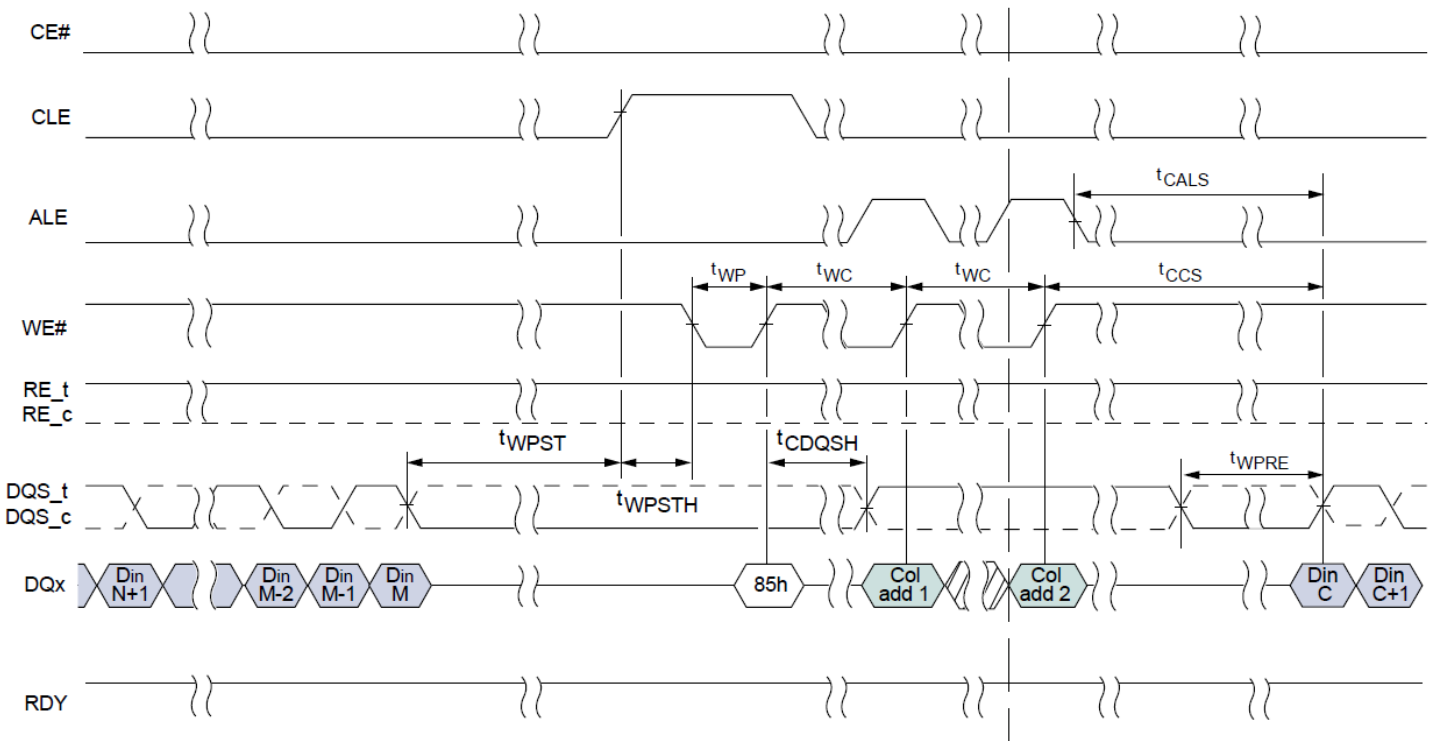 CE#
CLE
tCALS
ALE
tWP
tWC
tWC
tCCS
WE#
RE_t
RE_c
tWPST
tCDQSH
tWPRE
DQS_t
DQS_c
tWPSTH
DQx
Din
N+1
Din
M-2
Din
M-1
Din
M
85h
Col
add 1
Col
add 2
Din
C
Din
C+1
RDY